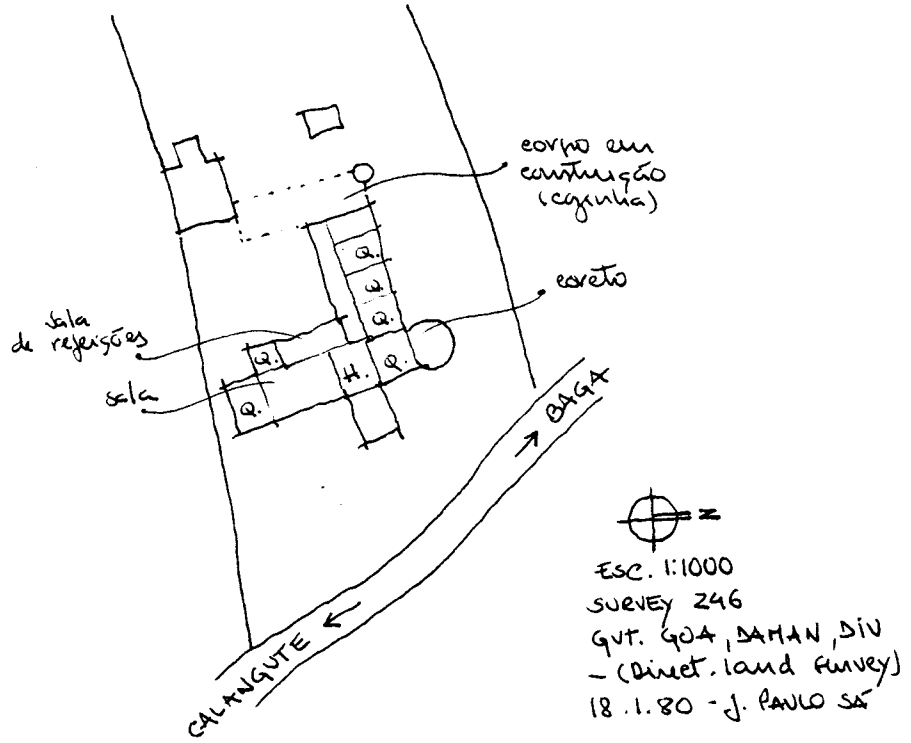 corpo em
construção
(cozinha)
Q.
Q.
Q.
coreto
sala
de refeições
Q.
H.
Q.
sala
Q.
BAGA
CALANGUTE
N
ESC. 1:1000
SURVEY 246
GVT. GOA, DAMAN, DIV
- (Direct. land survey)
18.1.80 - J. PAULO SÁ